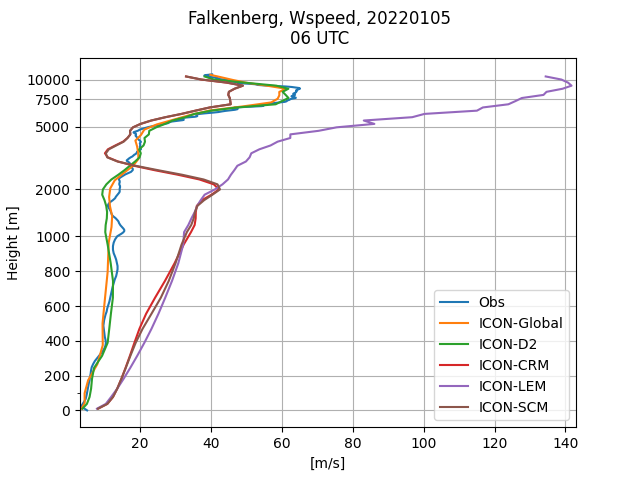 Falkenberg, Wspeed, 20220105
06 UTC
Height [m]
10000
7500
5000
2000
1000
800
600
400
200
0
20
40
60
80
100
120
140
[m/s]
Obs
ICON-Global
ICON-D2
ICON-CRM
ICON-LEM
ICON-SCM